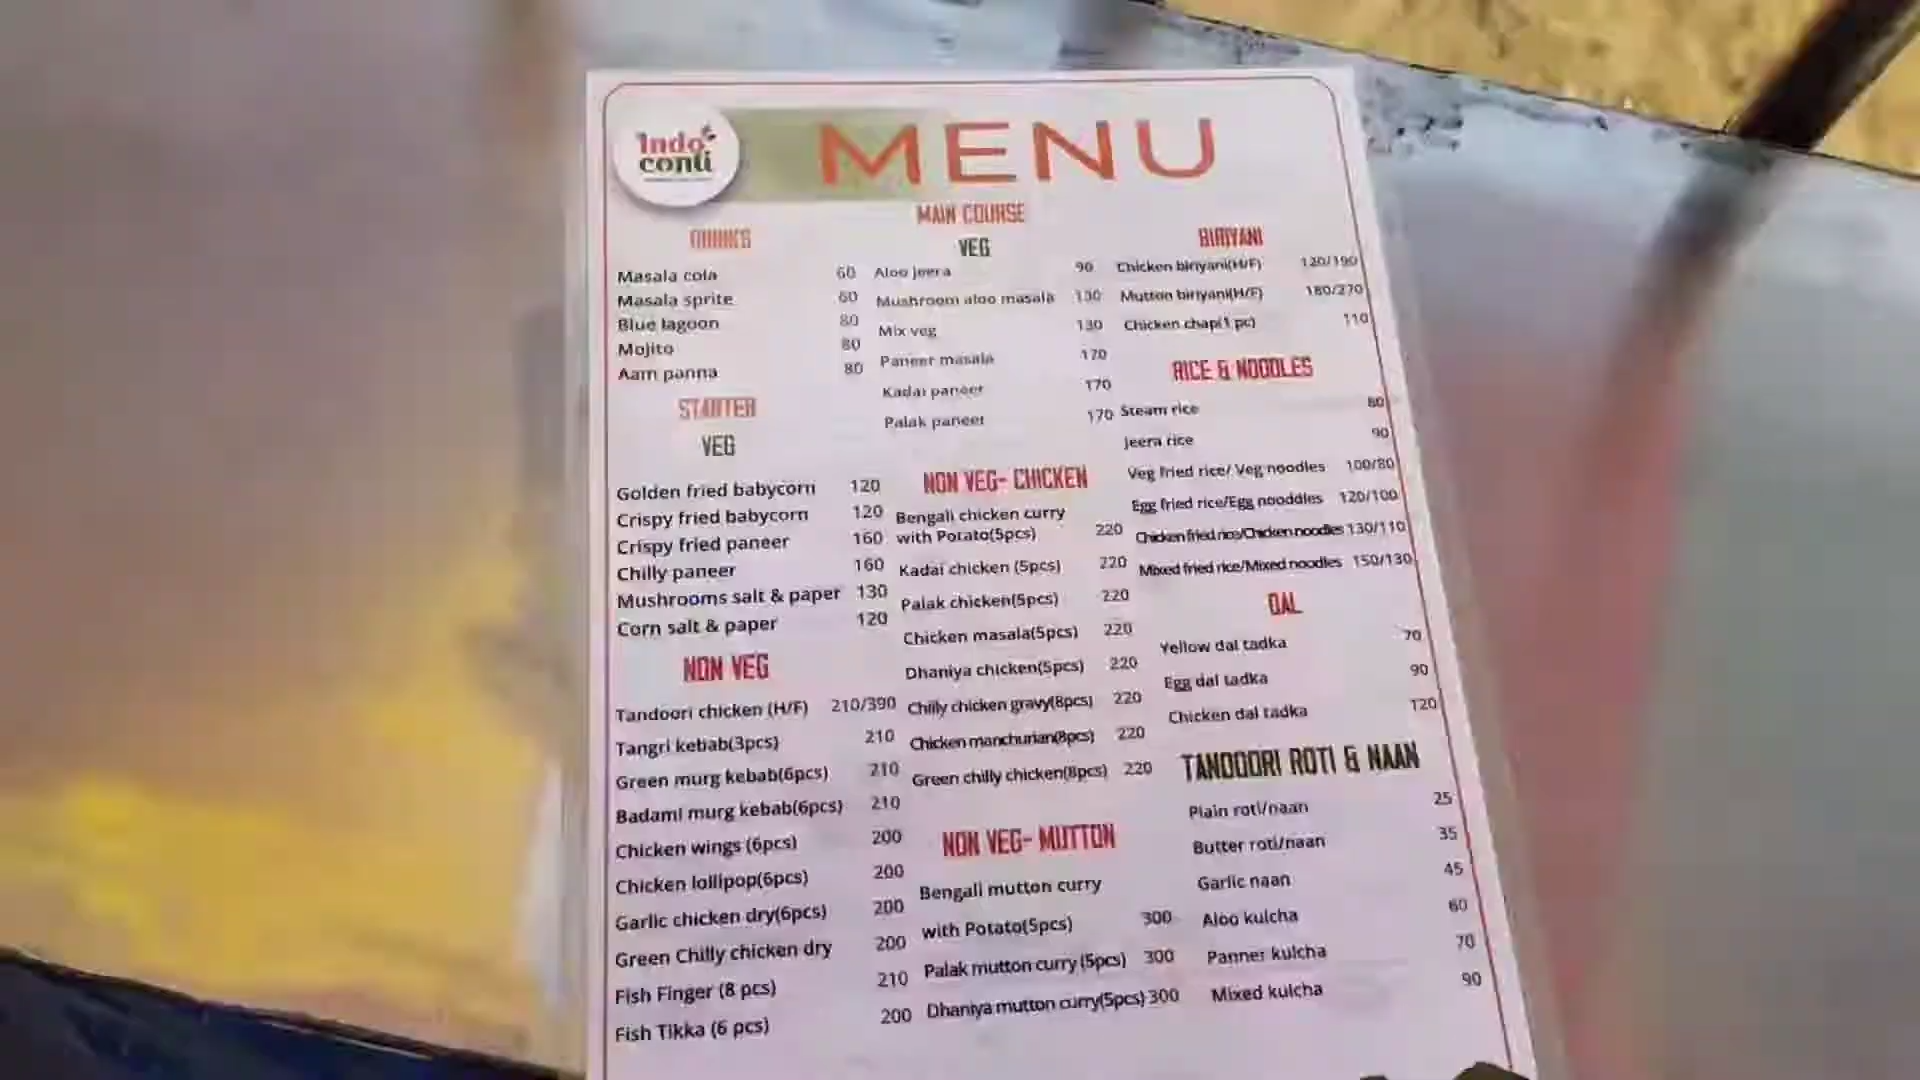 Indo
conti
MENU
DRINKS
Masala cola 60
Masala sprite 60
Blue lagoon 80
Mojito 80
Aam panna 80
STARTER
VEG
Golden fried babycorn 120
Crispy fried babycorn 120
Crispy fried paneer 160
Chilly paneer 160
Mushrooms salt & paper 130
Corn salt & paper 120
NON VEG
Tandoori chicken (H/F) 210/390
Tangri kebab(3pcs) 210
Green murg kebab(6pcs) 210
Badami murg kebab(6pcs) 210
Chicken wings (6pcs) 200
Chicken lollipop(6pcs) 200
Garlic chicken dry(6pcs) 200
Green Chilly chicken dry 200
Fish Finger (8 pcs) 210
Fish Tikka (6 pcs) 200
MAIN COURSE
VEG
Aloo jeera 90
Mushroom aloo masala 130
Mix veg 130
Paneer masala 170
Kadai paneer 170
Palak paneer 170
NON VEG- CHICKEN
Bengali chicken curry
with Potato(5pcs) 220
Kadai chicken (5pcs) 220
Palak chicken(5pcs) 220
Chicken masala(5pcs) 220
Dhaniya chicken(5pcs) 220
Chilly chicken gravy(8pcs) 220
Chicken manchurian(8pcs) 220
Green chilly chicken(8pcs) 220
NON VEG- MUTTON
Bengali mutton curry
with Potato(5pcs) 300
Palak mutton curry (5pcs) 300
Dhaniya mutton curry(5pcs) 300
BIRIYANI
Chicken biriyani(H/F) 120/190
Mutton biriyani(H/F) 180/270
Chicken chap(1 pc) 110
RICE & NOODLES
Steam rice 80
Jeera rice 90
Veg fried rice/ Veg noodles 100/80
Egg fried rice/Egg nooddles 120/100
Chicken fried rice/Chicken noodles 130/110
Mixed fried rice/Mixed noodles 150/130
DAL
Yellow dal tadka 70
Egg dal tadka 90
Chicken dal tadka 120
TANDOORI ROTI & NAAN
Plain roti/naan 25
Butter roti/naan 35
Garlic naan 45
Aloo kulcha 60
Panner kulcha 70
Mixed kulcha 90